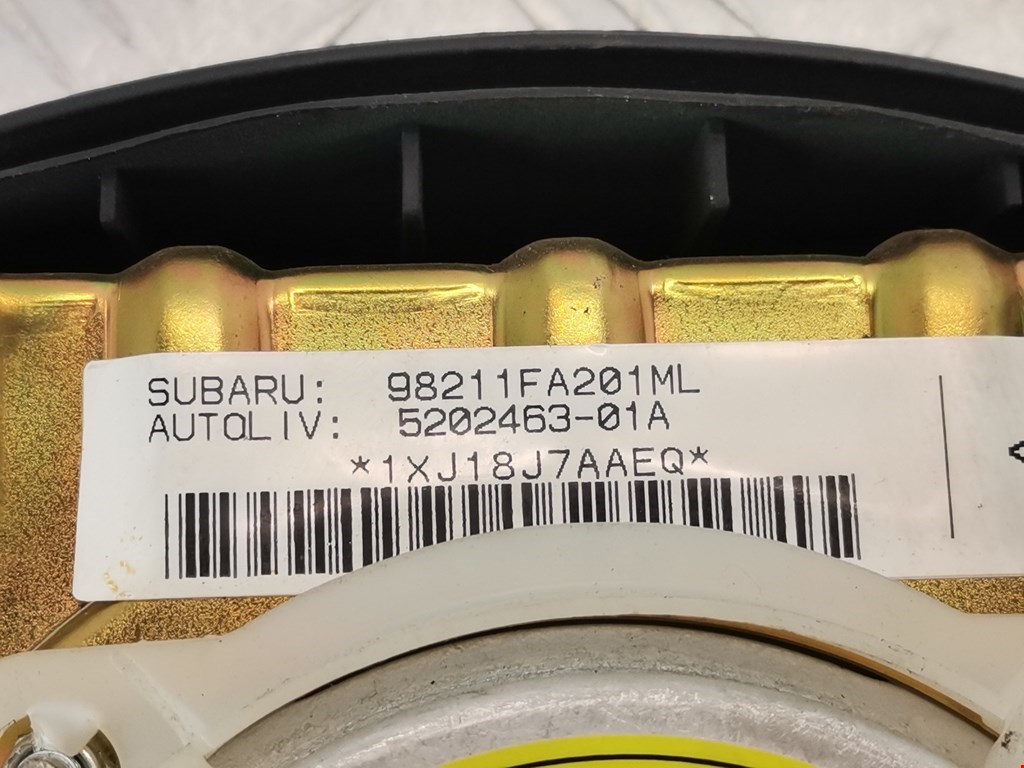 SUBARU: 98211FA201ML
AUTOLIV: 5202463-01A
*1XJ18J7AAEQ*